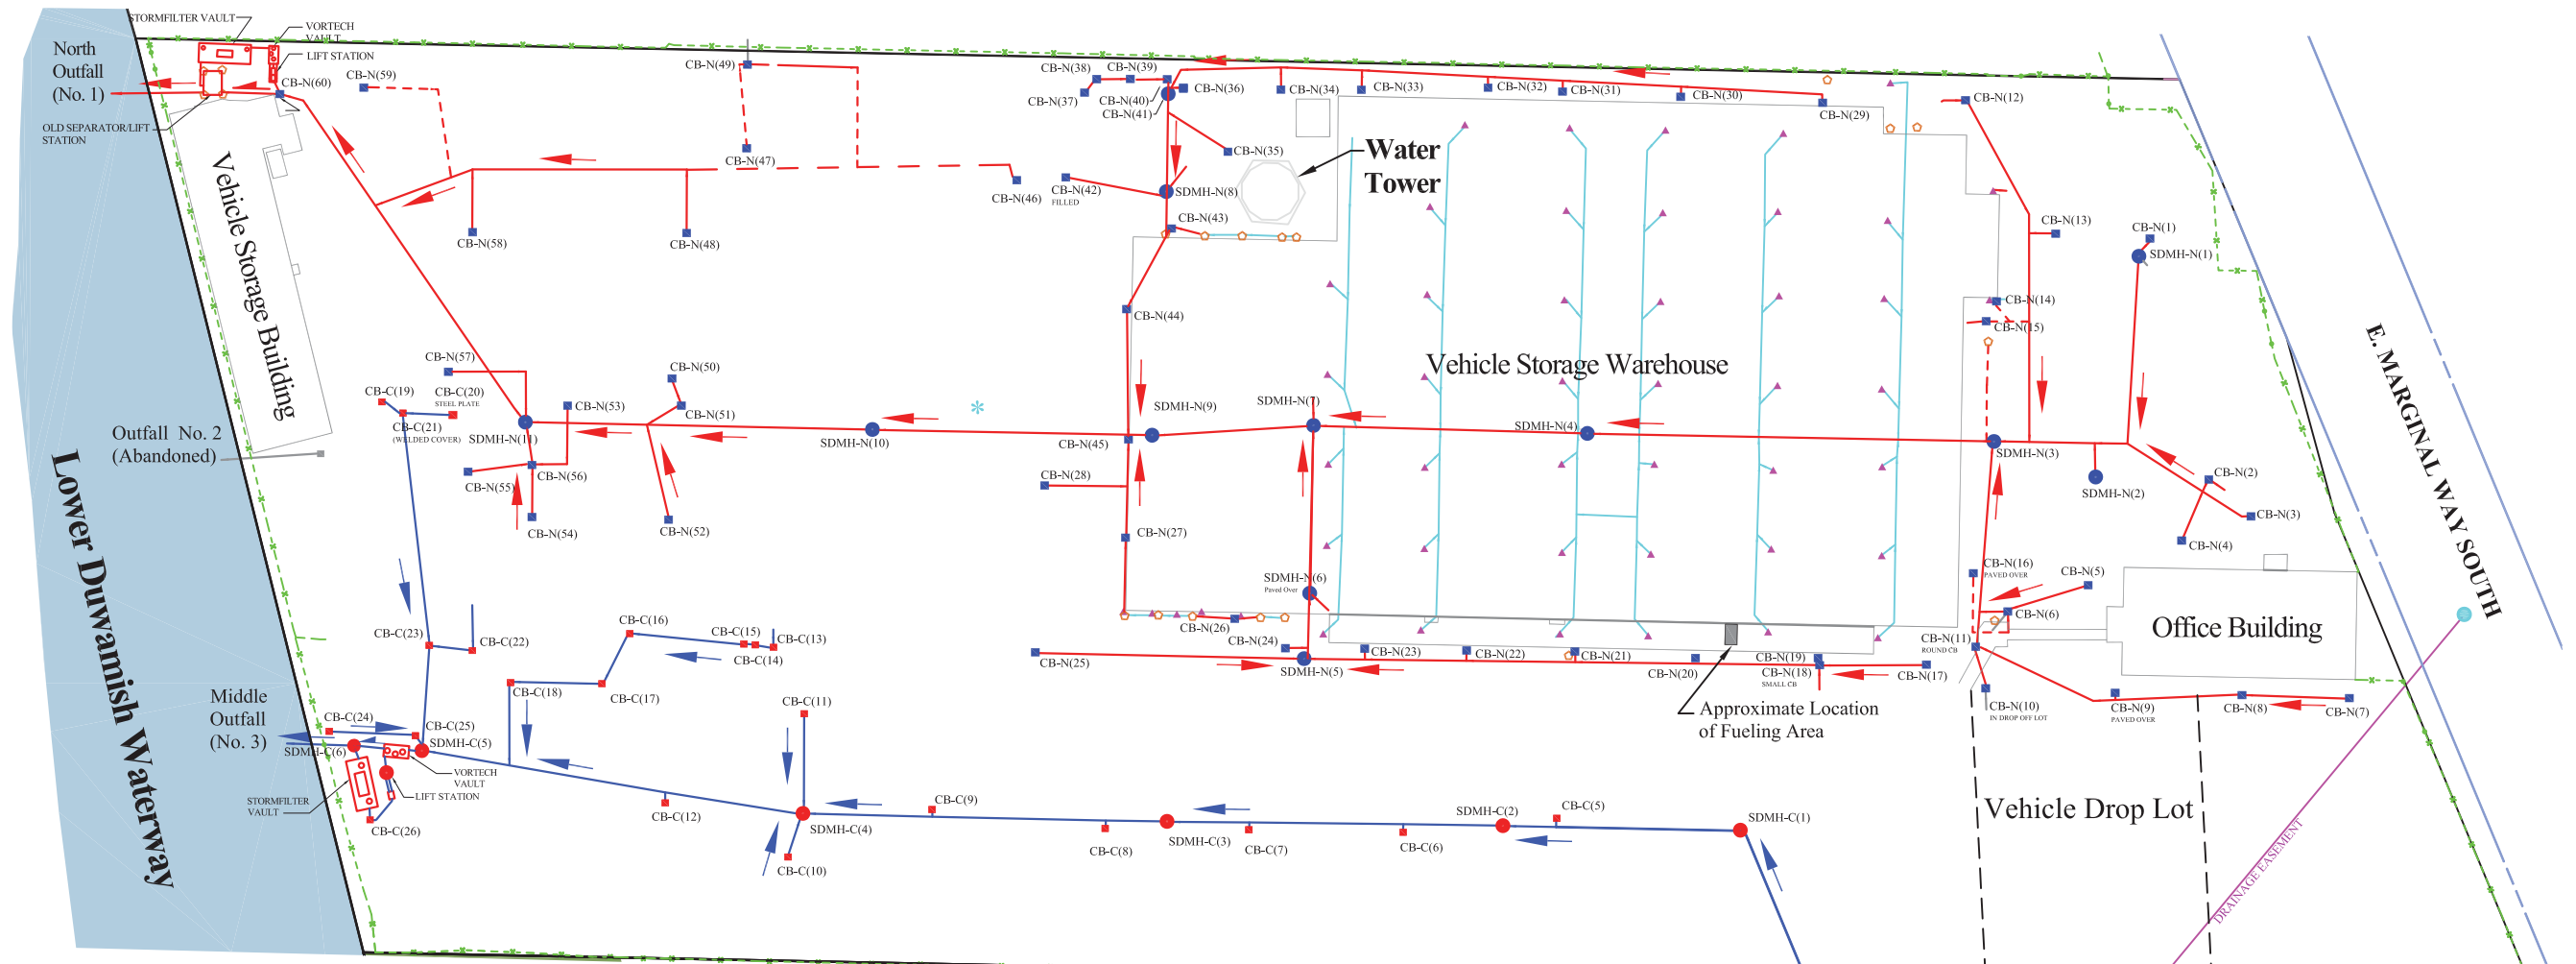 STORMFILTER VAULT
VORTECH
VAULT
LIFT STATION
North
Outfall
(No. 1)
CB-N(60)
CB-N(59)
OLD SEPARATOR/LIFT
STATION
CB-N(49)
CB-N(47)
CB-N(46)
CB-N(58)
CB-N(48)
CB-N(38)
CB-N(39)
CB-N(37)
CB-N(40)
CB-N(41)
CB-N(36)
CB-N(34)
CB-N(33)
CB-N(32)
CB-N(31)
CB-N(30)
CB-N(29)
CB-N(35)
CB-N(42)
FILLED
SDMH-N(8)
CB-N(43)
Water
Tower
CB-N(12)
CB-N(13)
CB-N(1)
SDMH-N(1)
CB-N(14)
CB-N(15)
CB-N(44)
Vehicle Storage Building
Vehicle Storage Warehouse
E. MARGINAL WAY SOUTH
CB-N(57)
CB-C(19)
CB-C(20)
STEEL PLATE
CB-C(21)
(WELDED COVER)
SDMH-N(11)
CB-N(53)
CB-N(50)
CB-N(51)
SDMH-N(10)
SDMH-N(9)
CB-N(45)
SDMH-N(7)
SDMH-N(4)
SDMH-N(3)
SDMH-N(2)
CB-N(2)
CB-N(3)
CB-N(4)
Outfall No. 2
(Abandoned)
CB-N(55)
CB-N(56)
CB-N(54)
CB-N(52)
CB-N(28)
CB-N(27)
SDMH-N(6)
Paved Over
CB-N(26)
CB-N(24)
CB-N(25)
SDMH-N(5)
CB-N(23)
CB-N(22)
CB-N(21)
CB-N(20)
CB-N(19)
CB-N(18)
SMALL CB
CB-N(17)
CB-N(16)
PAVED OVER
CB-N(5)
CB-N(6)
CB-N(11)
ROUND CB
CB-N(10)
IN DROP OFF LOT
CB-N(9)
PAVED OVER
CB-N(8)
CB-N(7)
Office Building
Approximate Location
of Fueling Area
Vehicle Drop Lot
DRAINAGE EASEMENT
Lower Duwamish Waterway
CB-C(23)
CB-C(22)
CB-C(16)
CB-C(15)
CB-C(13)
CB-C(14)
CB-C(18)
CB-C(17)
CB-C(11)
Middle
Outfall
(No. 3)
CB-C(24)
CB-C(25)
SDMH-C(5)
SDMH-C(6)
VORTECH
VAULT
LIFT STATION
STORMFILTER
VAULT
CB-C(26)
CB-C(12)
SDMH-C(4)
CB-C(10)
CB-C(9)
CB-C(8)
SDMH-C(3)
CB-C(7)
CB-C(6)
SDMH-C(2)
CB-C(5)
SDMH-C(1)